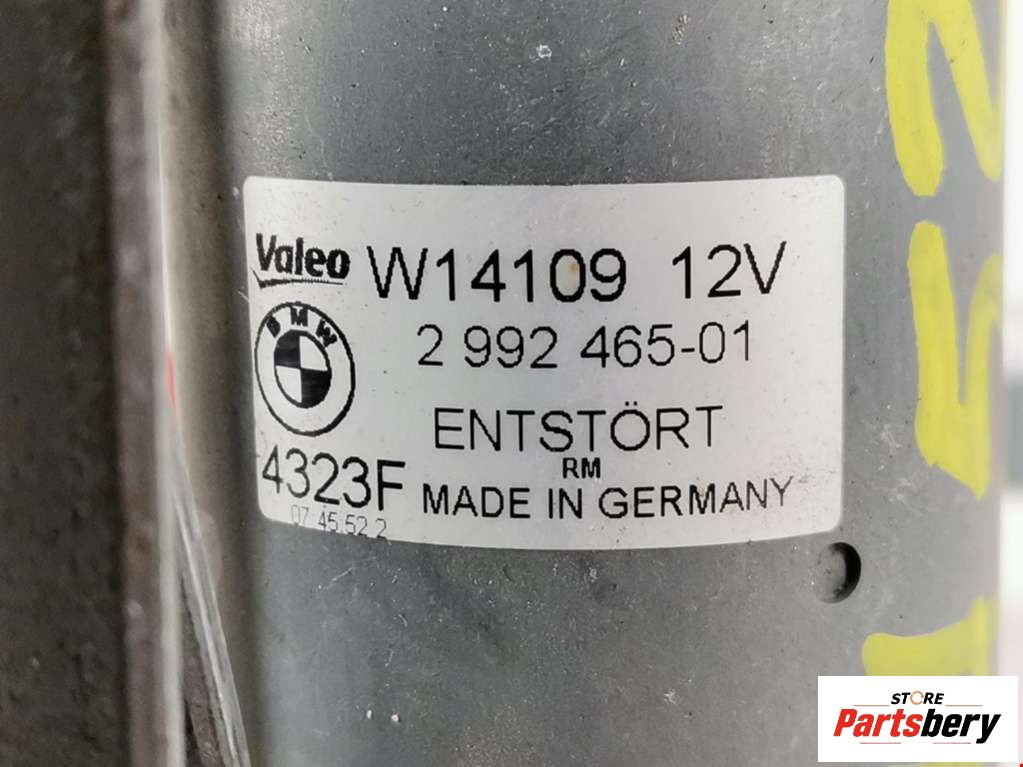 Valeo W14109 12V
BMW
2 992 465-01
ENTSTÖRT
RM
4323F MADE IN GERMANY
07 45 52 2
STORE
Partsbery